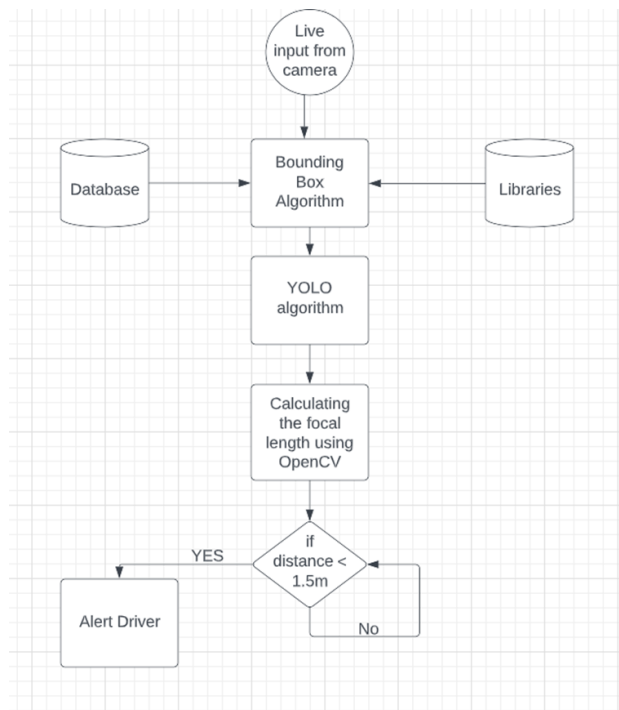 Live
input from
camera
Database
Bounding
Box
Algorithm
Libraries
YOLO
algorithm
Calculating
the focal
length using
OpenCV
if
distance <
1.5m
YES
No
Alert Driver